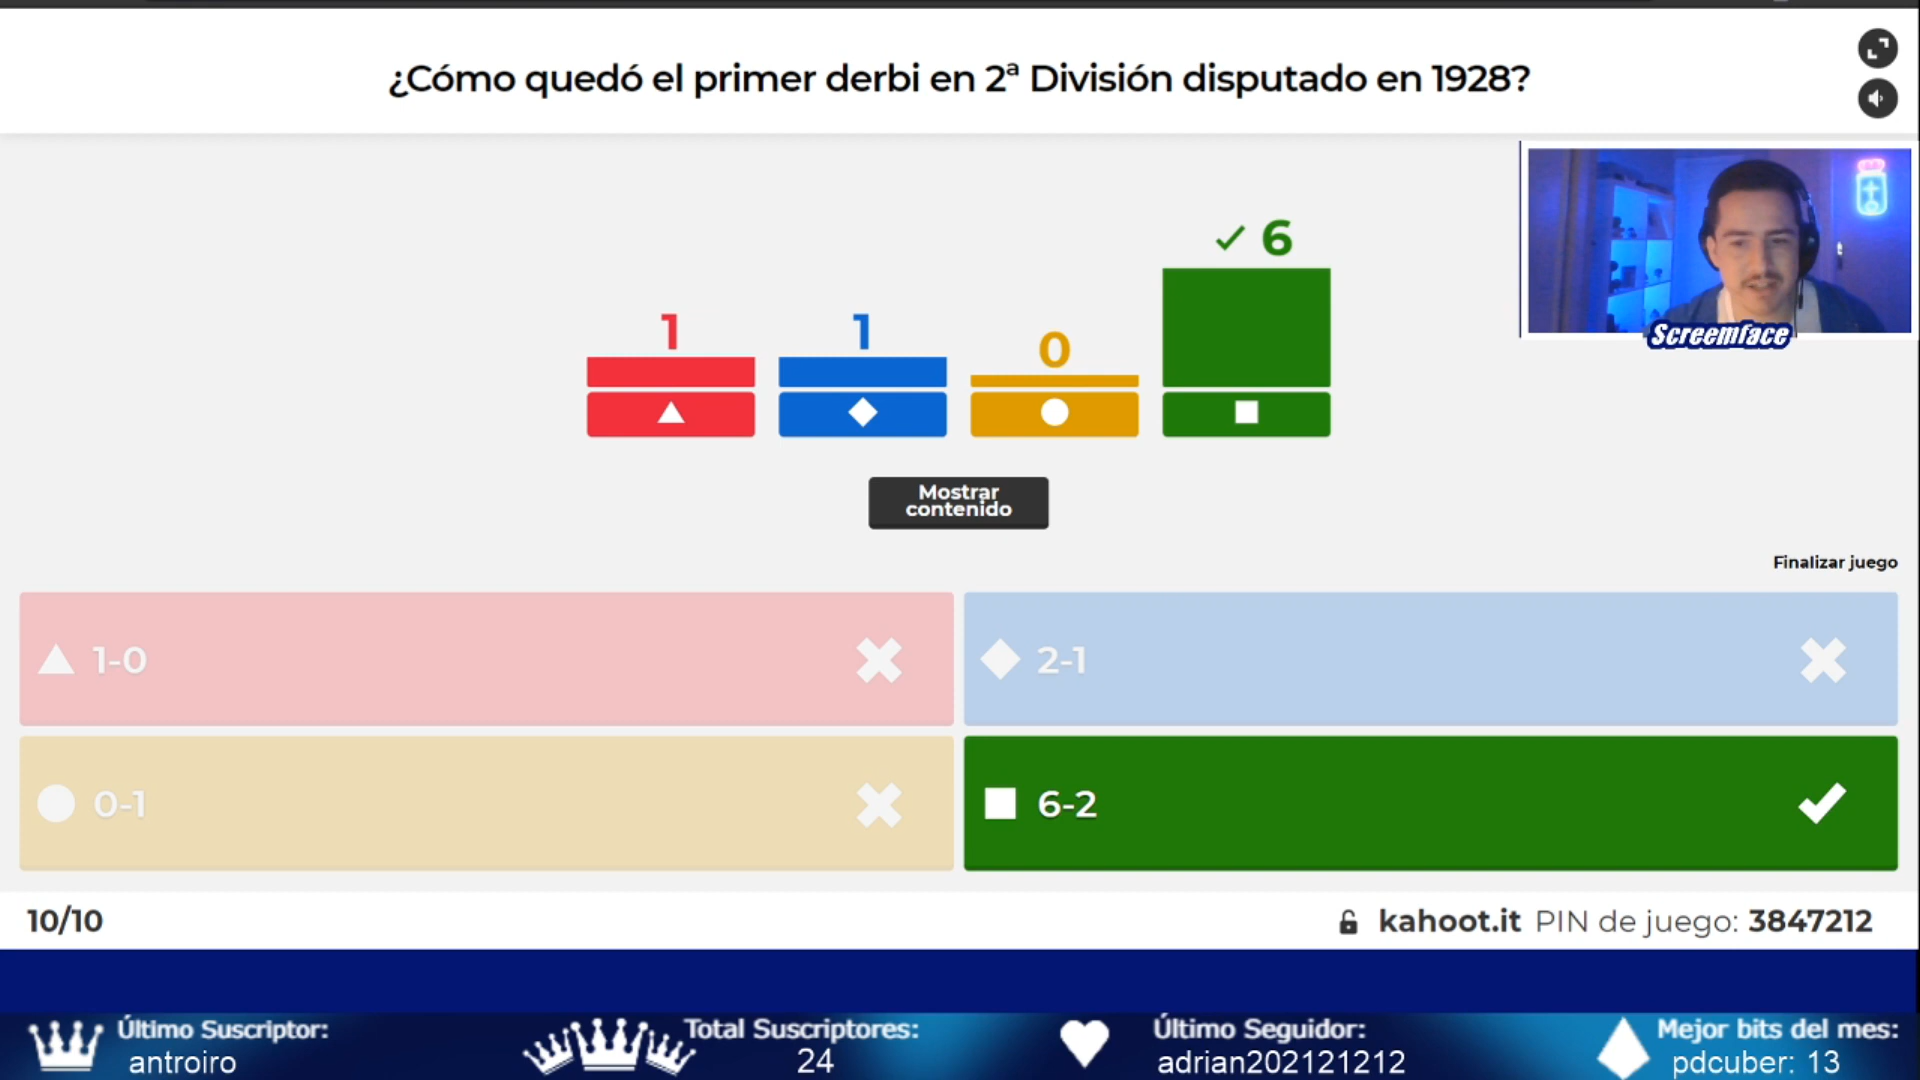 ¿Cómo quedó el primer derbi en 2ª División disputado en 1928?
6
1
1
0
Screemface
Mostrar
contenido
Finalizar juego
1-0
2-1
0-1
6-2
10/10
kahoot.it PIN de juego: 3847212
Último Suscriptor:
antroiro
Total Suscriptores:
24
Último Seguidor:
adrian202121212
Mejor bits del mes:
pdcuber: 13